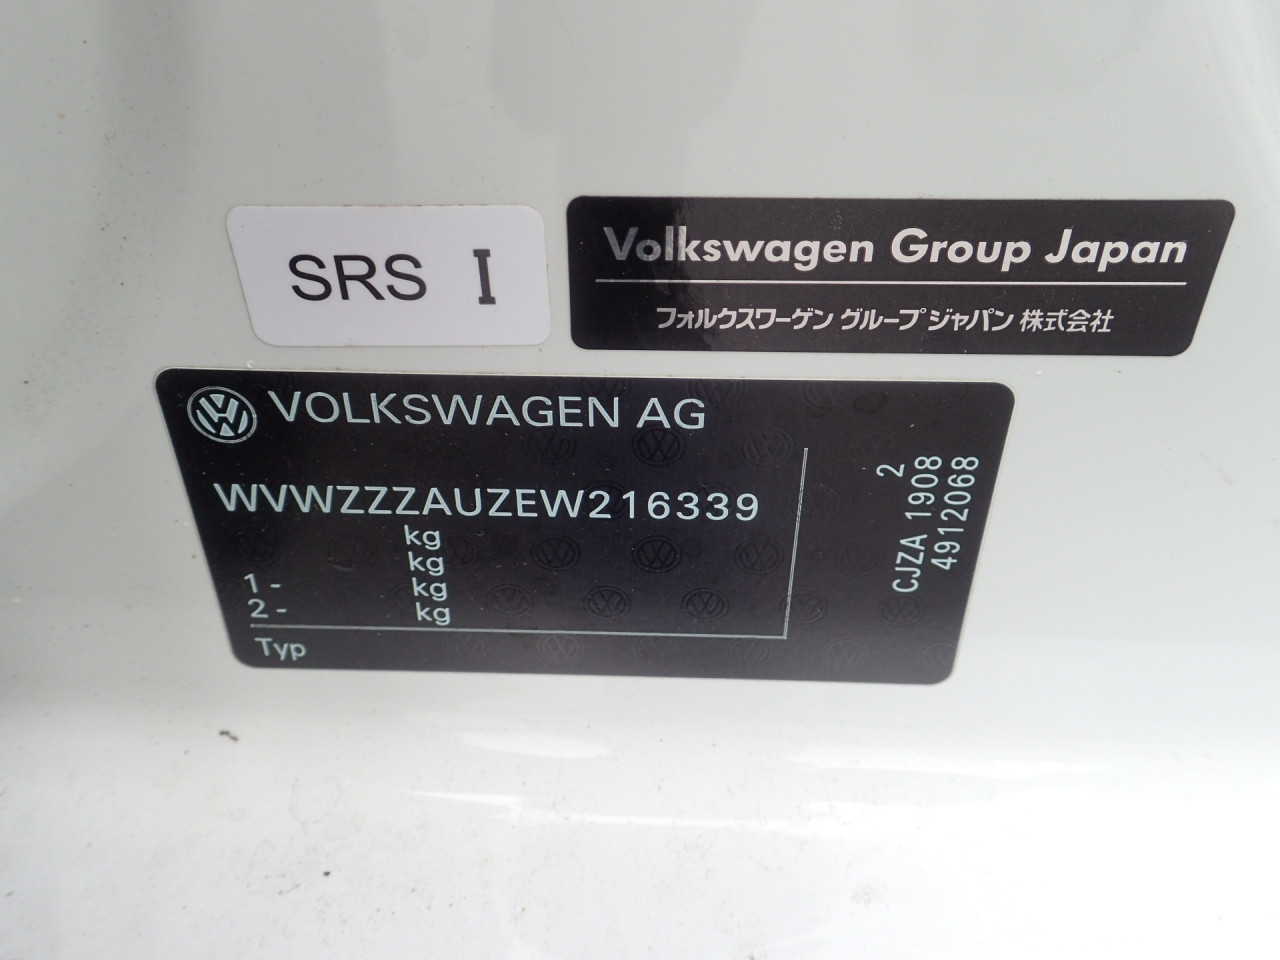 SRS I
Volkswagen Group Japan
フォルクスワーゲン グループ ジャパン 株式会社
VOLKSWAGEN AG
WVWZZZAUZEW216339
kg
kg
1 - kg
2 - kg
Typ
2
CJZA 1908
4912068